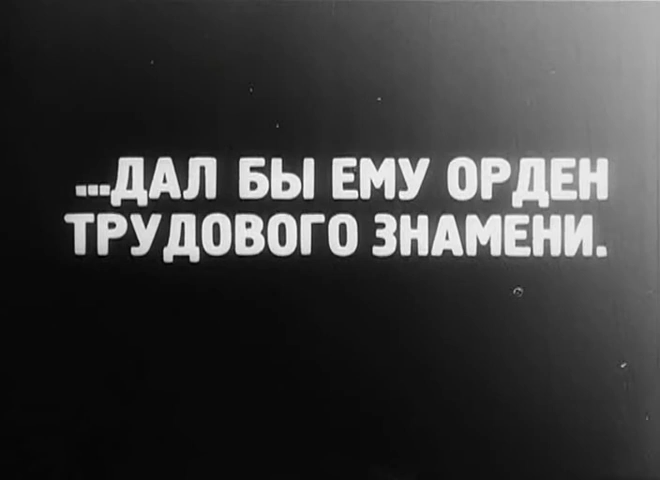 ...ДАЛ БЫ ЕМУ ОРДЕН
ТРУДОВОГО ЗНАМЕНИ.